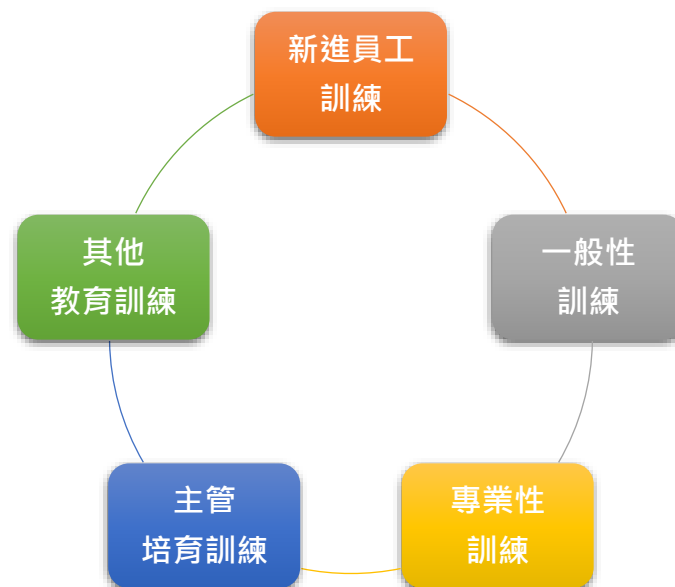 新進員工
訓練
一般性
訓練
專業性
訓練
主管
培育訓練
其他
教育訓練